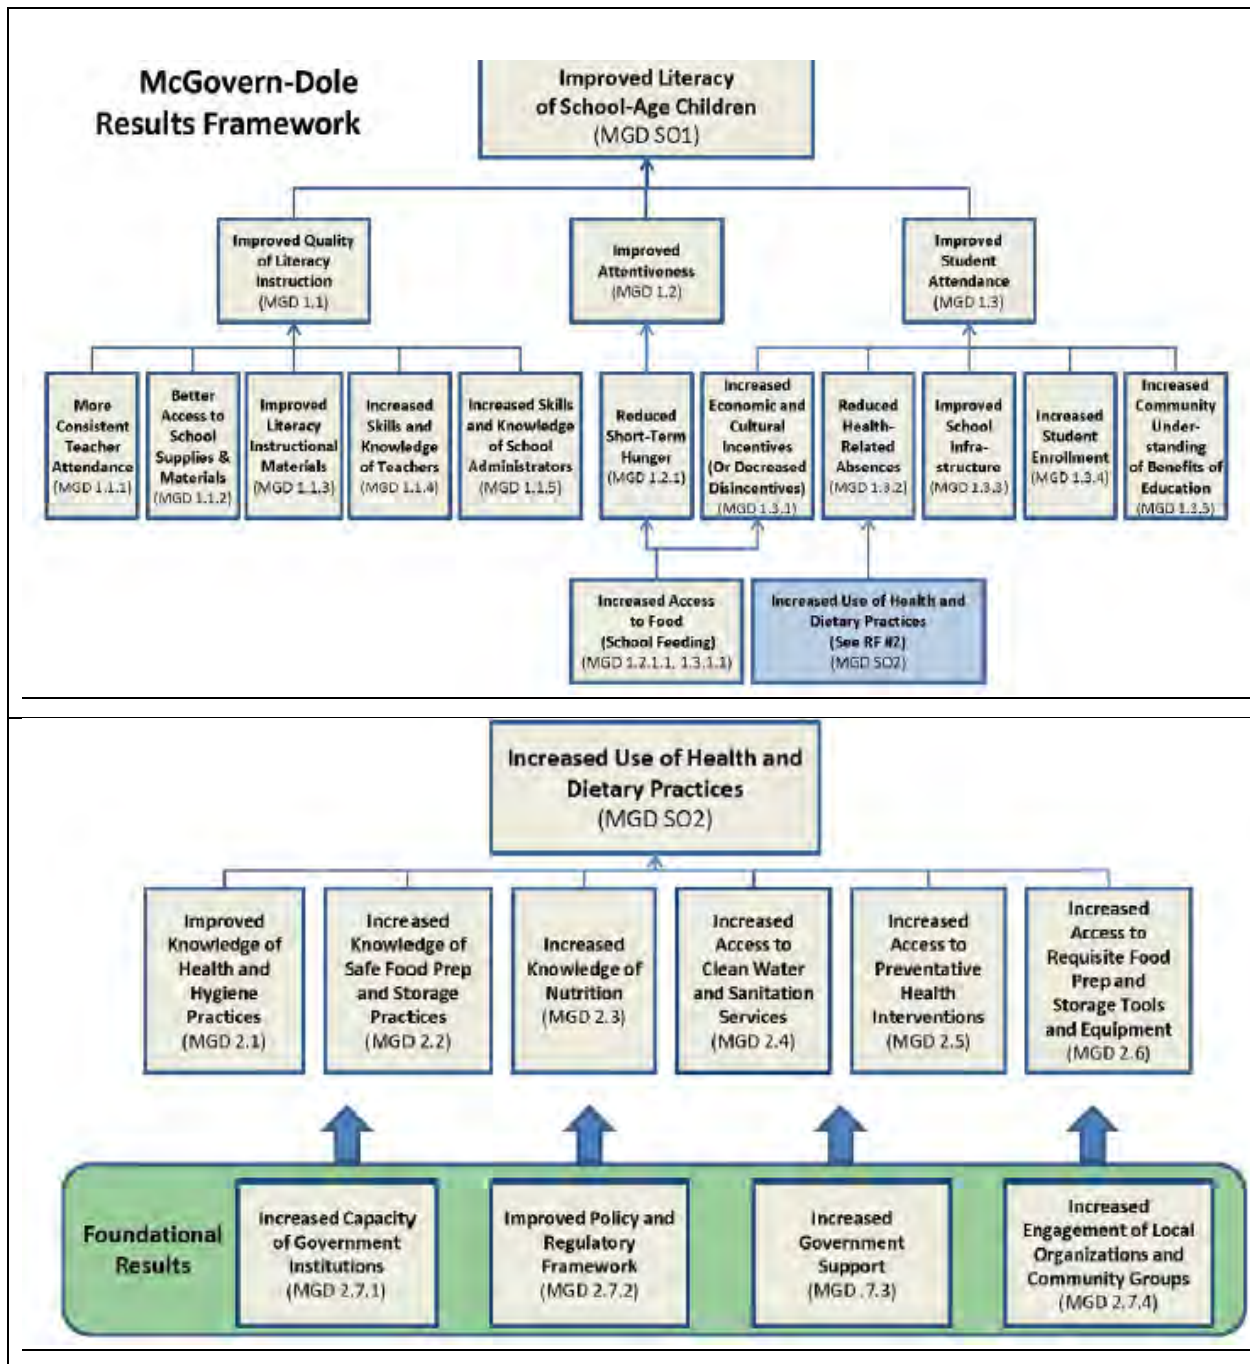 McGovern-Dole
Results Framework
Improved Literacy
of School-Age Children
(MGD SO1)
Improved Quality
of Literacy
Instruction
(MGD 1.1)
Improved
Attentiveness
(MGD 1.2)
Improved
Student
Attendance
(MGD 1.3)
More
Consistent
Teacher
Attendance
(MGD 1.1.1)
Better
Access to
School
Supplies &
Materials
(MGD 1.1.2)
Improved
Literacy
Instructional
Materials
(MGD 1.1.3)
Increased
Skills and
Knowledge
of Teachers
(MGD 1.1.4)
Increased Skills
and Knowledge
of School
Administrators
(MGD 1.1.5)
Reduced
Short-Term
Hunger
(MGD 1.2.1)
Increased
Economic and
Cultural
Incentives
(Or Decreased
Disincentives)
(MGD 1.3.1)
Reduced
Health-
Related
Absences
(MGD 1.3.2)
Improved
School
Infra-
structure
(MGD 1.3.3)
Increased
Student
Enrollment
(MGD 1.3.4)
Increased
Community
Under-
standing
of Benefits of
Education
(MGD 1.3.5)
Increased Access
to Food
(School Feeding)
(MGD 1.2.1.1, 1.3.1.1)
Increased Use of Health and
Dietary Practices
(See RF #2)
(MGD SO2)
Increased Use of Health and
Dietary Practices
(MGD SO2)
Improved
Knowledge of
Health and
Hygiene
Practices
(MGD 2.1)
Increased
Knowledge of
Safe Food Prep
and Storage
Practices
(MGD 2.2)
Increased
Knowledge of
Nutrition
(MGD 2.3)
Increased
Access to
Clean Water
and Sanitation
Services
(MGD 2.4)
Increased
Access to
Preventative
Health
Interventions
(MGD 2.5)
Increased
Access to
Requisite Food
Prep and
Storage Tools
and Equipment
(MGD 2.6)
Foundational
Results
Increased Capacity
of Government
Institutions
(MGD 2.7.1)
Improved Policy and
Regulatory
Framework
(MGD 2.7.2)
Increased
Government
Support
(MGD .7.3)
Increased
Engagement of Local
Organizations and
Community Groups
(MGD 2.7.4)